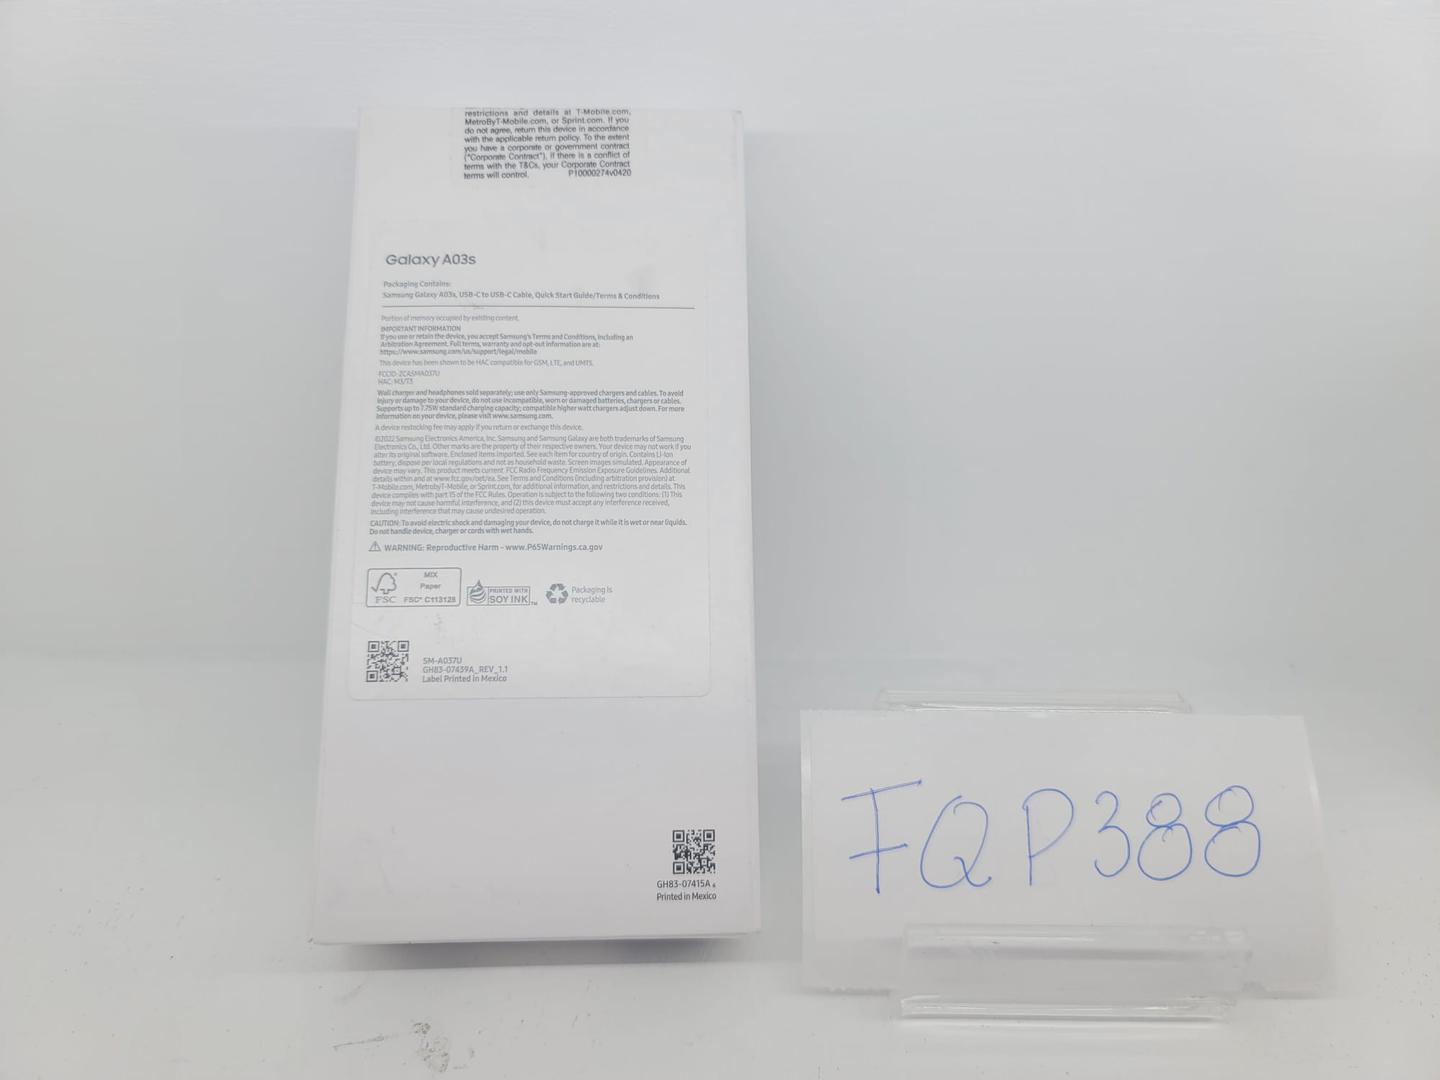 restrictions and details at T-Mobile.com,
MetroByT-Mobile.com, or Sprint.com. If you
do not agree, return this device in accordance
with the applicable return policy. To the extent
you have a corporate or government contract
("Corporate Contract"), if there is a conflict of
terms with the T&Cs, your Corporate Contract
terms will control. P10000274v0420
Galaxy A03s
Packaging Contains:
Samsung Galaxy A03s, USB-C to USB-C Cable, Quick Start Guide/Terms & Conditions
Portion of memory occupied by existing content.
IMPORTANT INFORMATION
If you use or retain the device, you accept Samsung's Terms and Conditions, including an
Arbitration Agreement. Full terms, warranty and opt-out information are at:
https://www.samsung.com/us/support/legal/mobile
This device has been shown to be HAC compatible for GSM, LTE, and UMTS.
FCCID-ZCASMA037U
HAC: M3/T3
Wall charger and headphones sold separately; use only Samsung-approved chargers and cables. To avoid
injury or damage to your device, do not use incompatible, worn or damaged batteries, chargers or cables.
Supports up to 7.75W standard charging capacity; compatible higher watt chargers adjust down. For more
information on your device, please visit www.samsung.com.
A device restocking fee may apply if you return or exchange this device.
©2022 Samsung Electronics America, Inc. Samsung and Samsung Galaxy are both trademarks of Samsung
Electronics Co., Ltd. Other marks are the property of their respective owners. Your device may not work if you
alter its original software. Enclosed items imported. See each item for country of origin. Contains Li-Ion
battery, dispose per local regulations and not as household waste. Screen images simulated. Appearance of
device may vary. This product meets current FCC Radio Frequency Emission Exposure Guidelines. Additional
details within and at www.fcc.gov/oet/ea. See Terms and Conditions (including arbitration provision) at
T-Mobile.com, MetrobyT-Mobile, or Sprint.com, for additional information, and restrictions and details. This
device complies with part 15 of the FCC Rules. Operation is subject to the following two conditions: (1) This
device may not cause harmful interference, and (2) this device must accept any interference received,
including interference that may cause undesired operation.
CAUTION: To avoid electric shock and damaging your device, do not charge it while it is wet or near liquids.
Do not handle device, charger or cords with wet hands.
WARNING: Reproductive Harm - www.P65Warnings.ca.gov
FSC
MIX
Paper
FSC® C113128
PRINTED WITH
SOY INK™
Packaging is
recyclable
SM-A037U
GH83-07439A_REV_1.1
Label Printed in Mexico
GH83-07415A
Printed in Mexico
FQP388